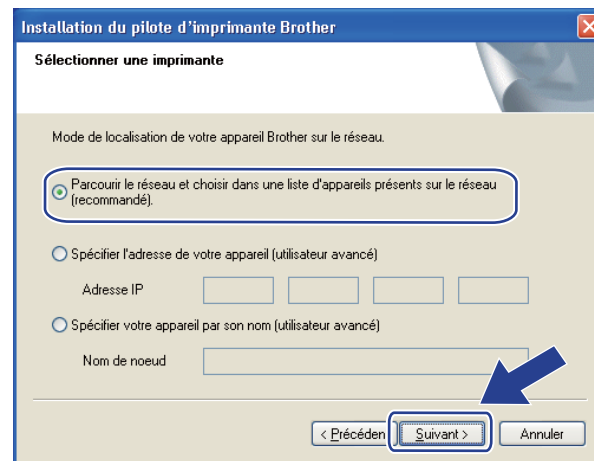 Installation du pilote d'imprimante Brother
Sélectionner une imprimante
Mode de localisation de votre appareil Brother sur le réseau.
Parcourir le réseau et choisir dans une liste d'appareils présents sur le réseau
(recommandé).
Spécifier l'adresse de votre appareil (utilisateur avancé)
Adresse IP
Spécifier votre appareil par son nom (utilisateur avancé)
Nom de noeud
< Précéden Suivant > Annuler